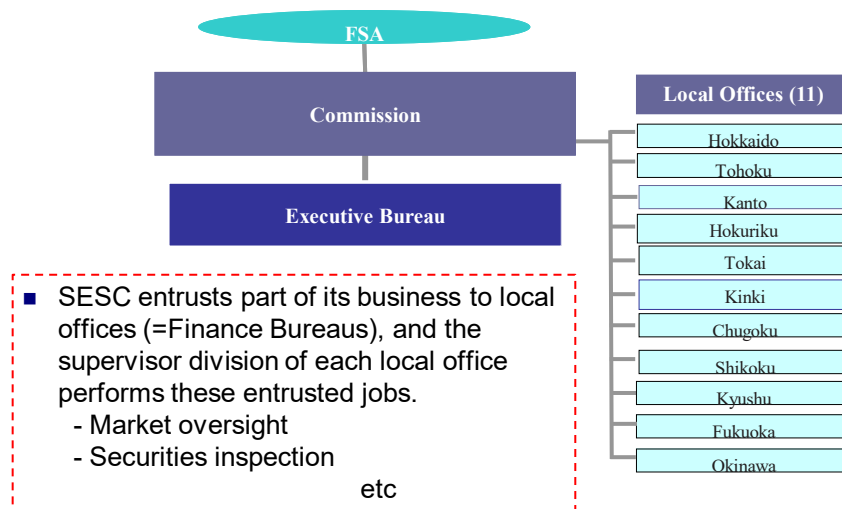 FSA
Commission
Executive Bureau
Local Offices (11)
Hokkaido
Tohoku
Kanto
Hokuriku
Tokai
Kinki
Chugoku
Shikoku
Kyushu
Fukuoka
Okinawa
■ SESC entrusts part of its business to local
offices (=Finance Bureaus), and the
supervisor division of each local office
performs these entrusted jobs.
- Market oversight
- Securities inspection
etc